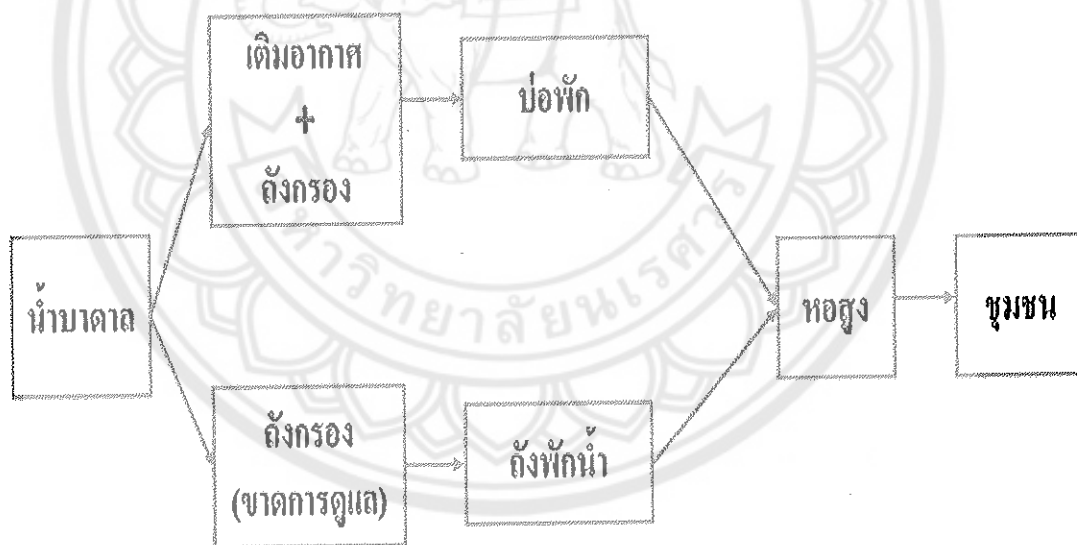 เติมอากาศ
+
ถังกรอง
บ่อพัก
น้ำบาดาล
หอสูง
ชุมชน
ถังกรอง
(ขาดการดูแล)
ถังพักน้ำ